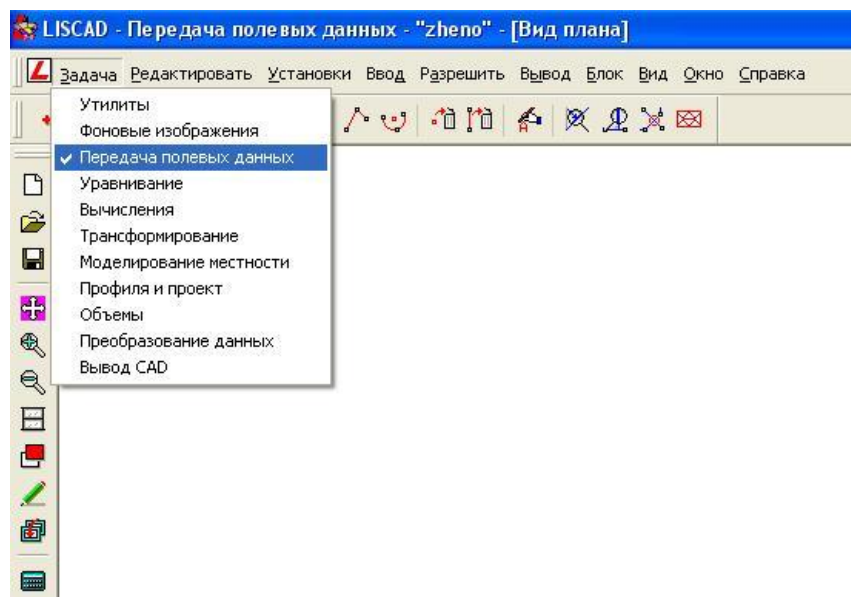 LISCAD - Передача полевых данных - "zheno" - [Вид плана]
Задача Редактировать Установки Ввод Разрешить Вывод Блок Вид Окно Справка
Утилиты
Фоновые изображения
Передача полевых данных
Уравнивание
Вычисления
Трансформирование
Моделирование местности
Профиля и проект
Объемы
Преобразование данных
Вывод CAD